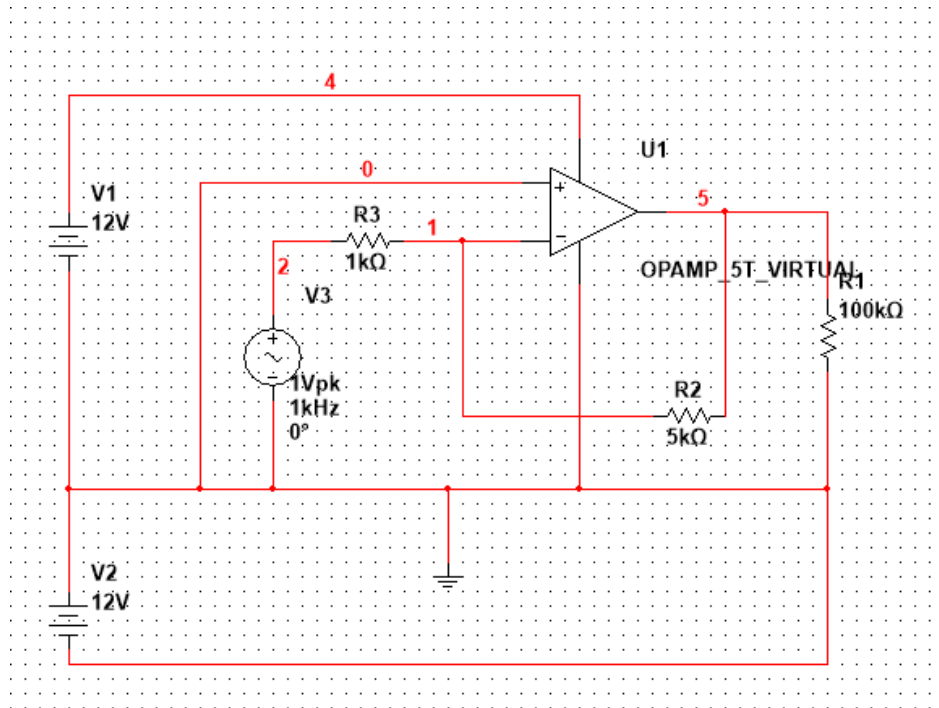 4
U1
0
V1
12V
R3
1kΩ
1
5
2
V3
OPAMP_5T_VIRTUAL
R1
100kΩ
1Vpk
1kHz
0°
R2
5kΩ
V2
12V